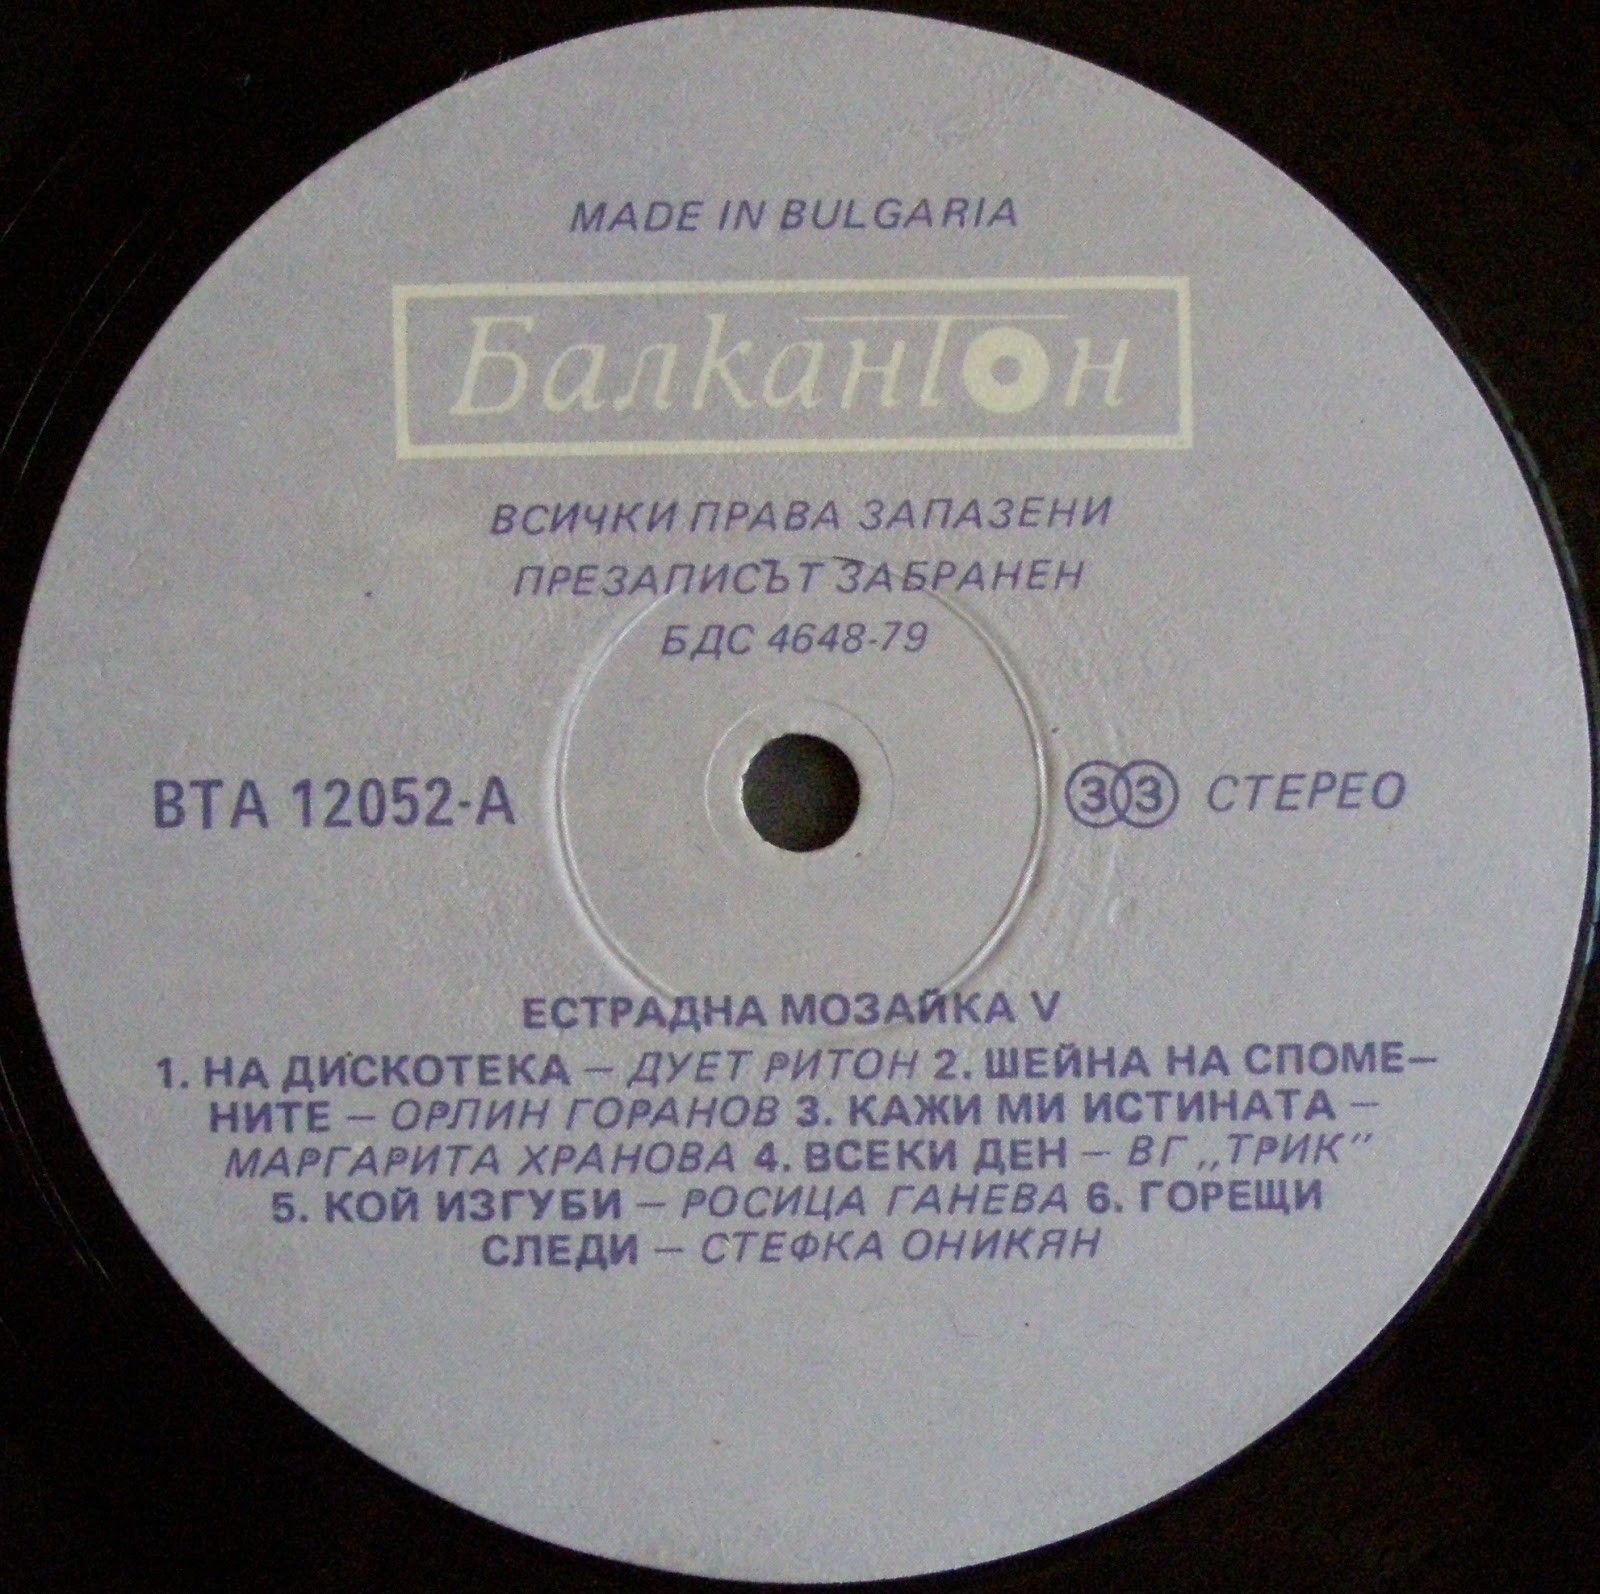 MADE IN BULGARIA
Балкантон
ВСИЧКИ ПРАВА ЗАПАЗЕНИ
ПРЕЗАПИСЪТ ЗАБРАНЕН
БДС 4648-79
ВТА 12052-А 33 СТЕРЕО
ЕСТРАДНА МОЗАЙКА V
1. НА ДИСКОТЕКА – ДУЕТ РИТОН 2. ШЕЙНА НА СПОМЕ–
НИТЕ – ОРЛИН ГОРАНОВ 3. КАЖИ МИ ИСТИНАТА –
МАРГАРИТА ХРАНОВА 4. ВСЕКИ ДЕН – ВГ „ТРИК”
5. КОЙ ИЗГУБИ – РОСИЦА ГАНЕВА 6. ГОРЕЩИ
СЛЕДИ – СТЕФКА ОНИКЯН